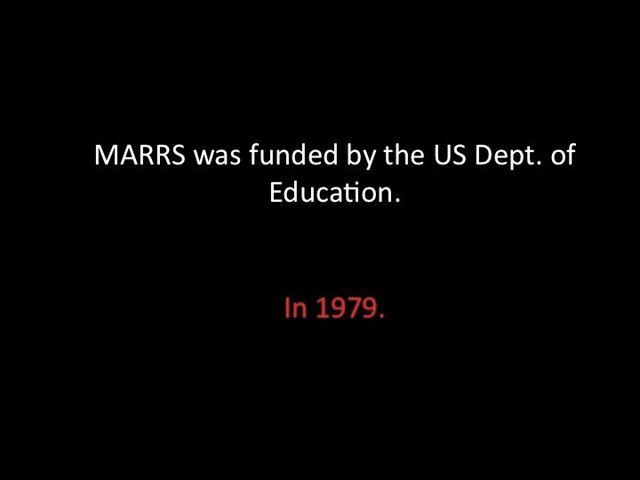 MARRS was funded by the US Dept. of
Education.
In 1979.